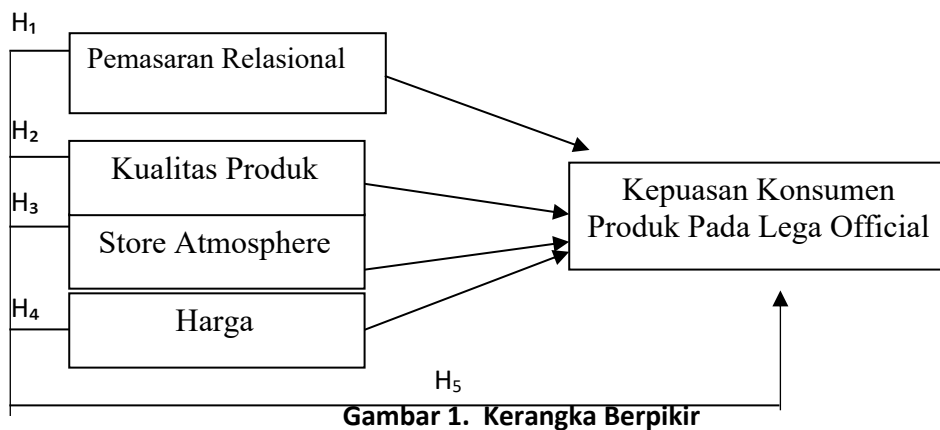 H₁
Pemasaran Relasional
H₂
Kualitas Produk
H₃
Store Atmosphere
H₄
Harga
Kepuasan Konsumen
Produk Pada Lega Official
H₅
Gambar 1. Kerangka Berpikir